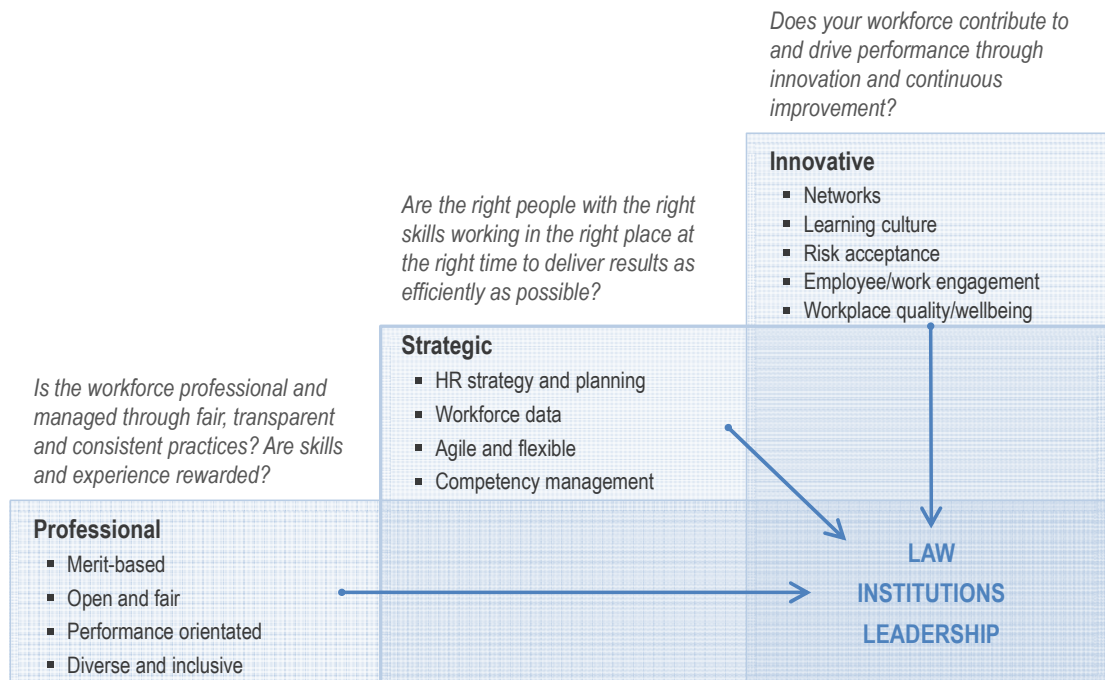 Does your workforce contribute to
and drive performance through
innovation and continuous
improvement?
Innovative
▪ Networks
▪ Learning culture
▪ Risk acceptance
▪ Employee/work engagement
▪ Workplace quality/wellbeing
Are the right people with the right
skills working in the right place at
the right time to deliver results as
efficiently as possible?
Strategic
▪ HR strategy and planning
▪ Workforce data
▪ Agile and flexible
▪ Competency management
Is the workforce professional and
managed through fair, transparent
and consistent practices? Are skills
and experience rewarded?
Professional
▪ Merit-based
▪ Open and fair
▪ Performance orientated
▪ Diverse and inclusive
LAW
INSTITUTIONS
LEADERSHIP